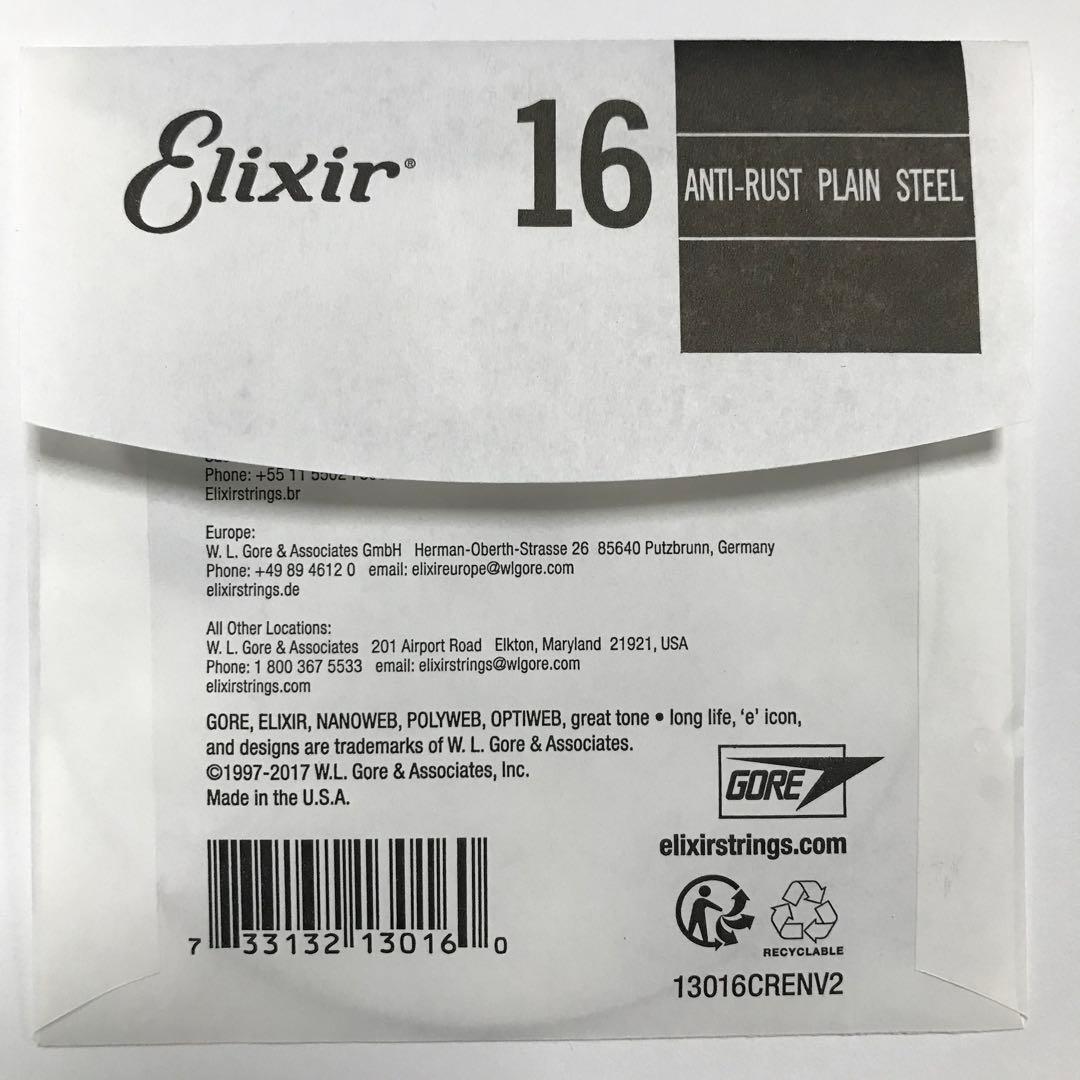 Elixir®
16
ANTI-RUST PLAIN STEEL
Phone: +55 11
Elixirstrings.br
Europe:
W. L. Gore & Associates GmbH Herman-Oberth-Strasse 26 85640 Putzbrunn, Germany
Phone: +49 89 4612 0 email: elixireurope@wlgore.com
elixirstrings.de
All Other Locations:
W. L. Gore & Associates 201 Airport Road Elkton, Maryland 21921, USA
Phone: 1 800 367 5533 email: elixirstrings@wlgore.com
elixirstrings.com
GORE, ELIXIR, NANOWEB, POLYWEB, OPTIWEB, great tone • long life, ‘e’ icon,
and designs are trademarks of W. L. Gore & Associates.
©1997-2017 W.L. Gore & Associates, Inc.
Made in the U.S.A.
GORE
elixirstrings.com
7 33132 13016 0
RECYCLABLE
13016CRENV2